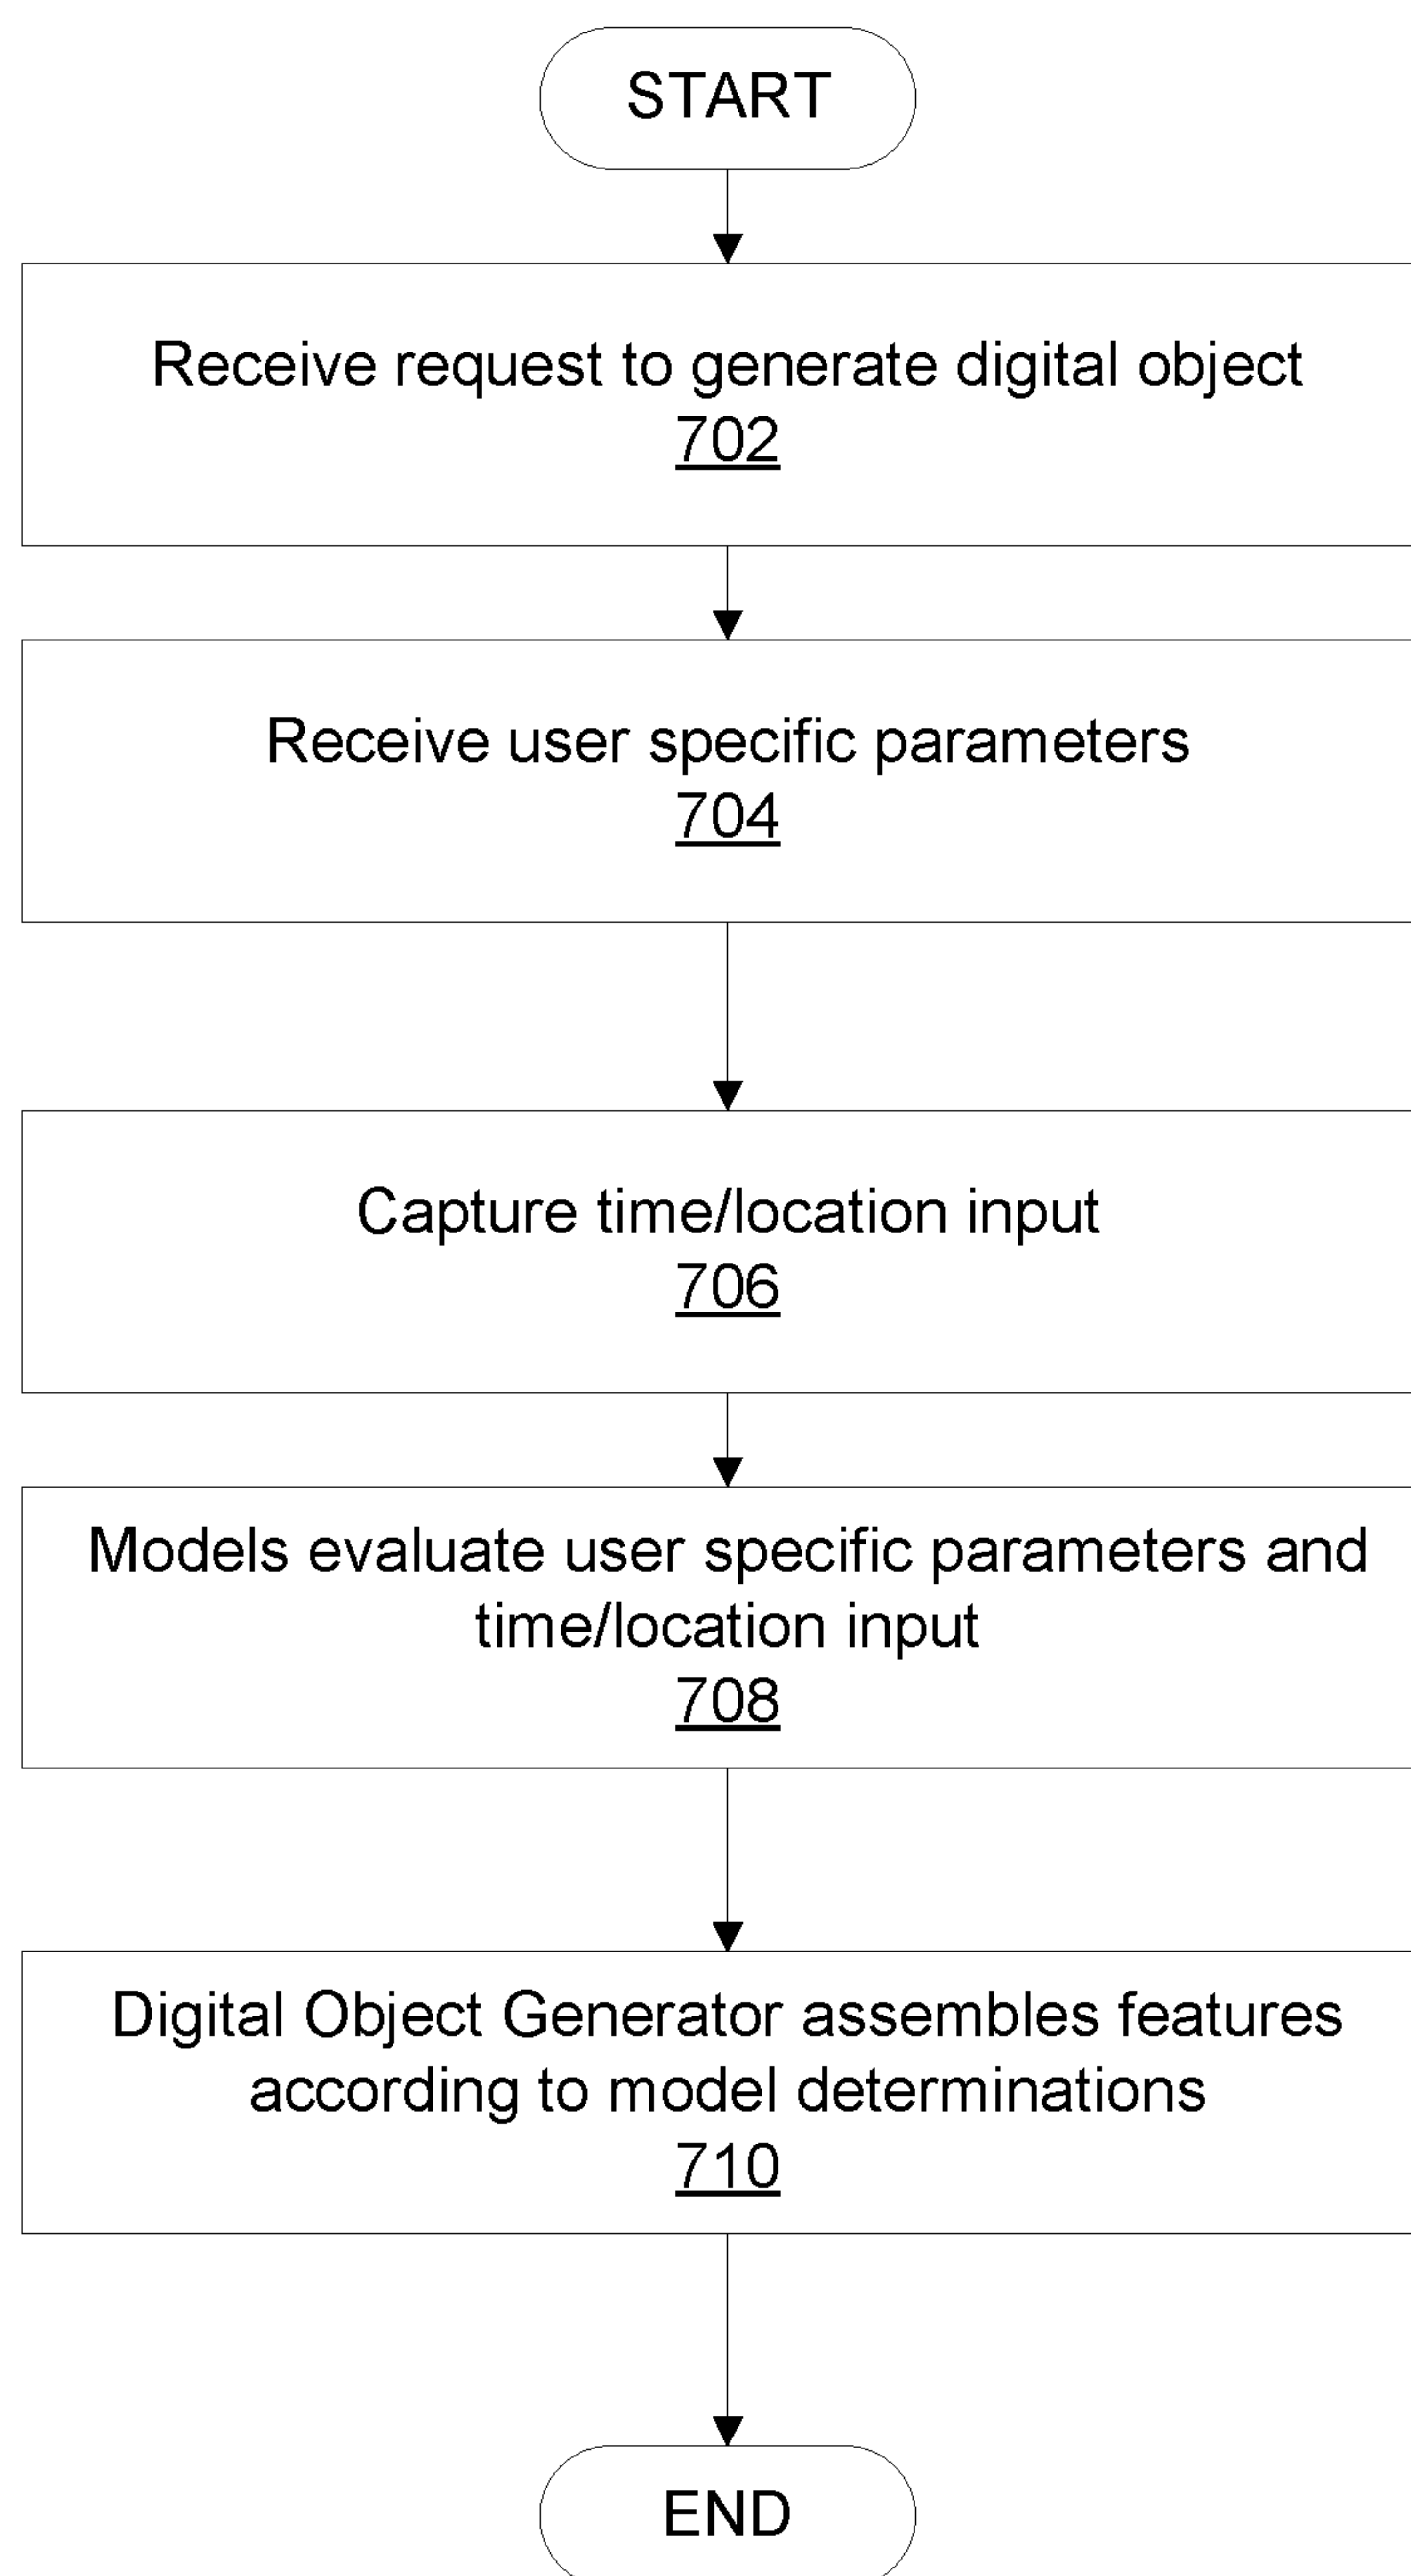 START
Receive request to generate digital object
702
Receive user specific parameters
704
Capture time/location input
706
Models evaluate user specific parameters and
time/location input
708
Digital Object Generator assembles features
according to model determinations
710
END